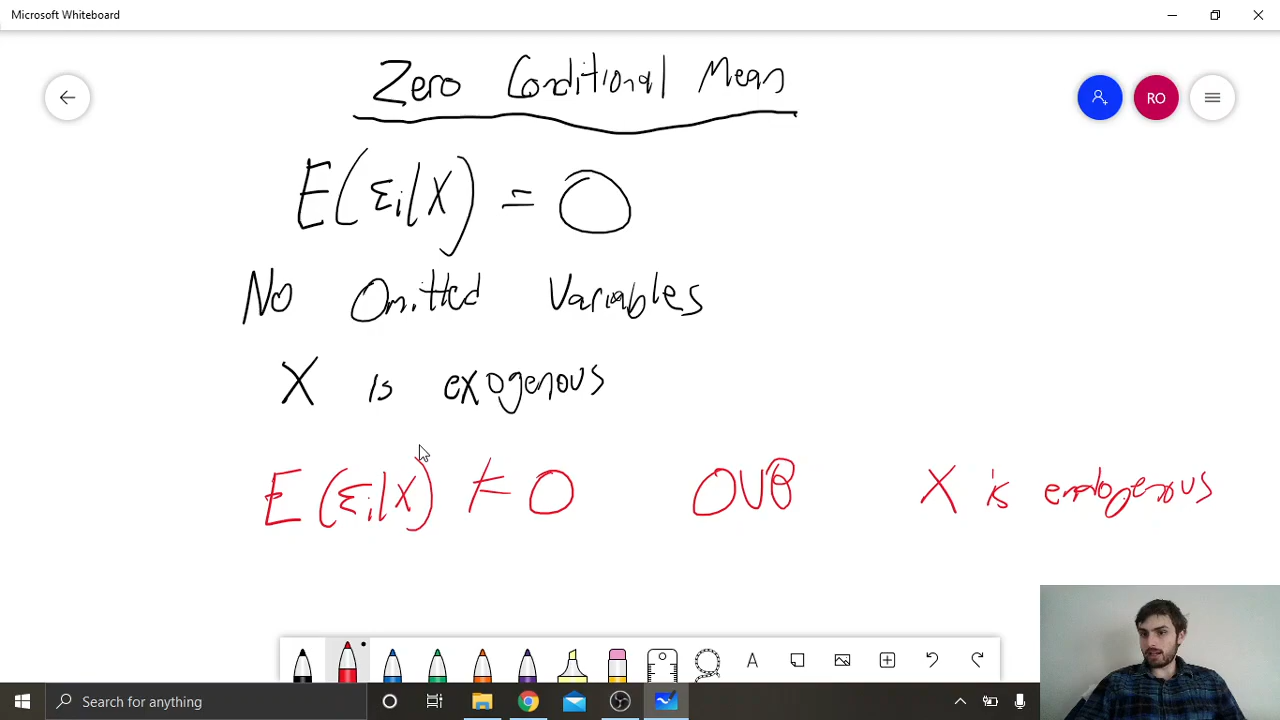 Microsoft Whiteboard
Zero Conditional Mean
RO
E(εi|X) = 0
No Omitted Variables
X is exogenous
E(εi|X) ≠ 0 OVB X is endogenous
A
Search for anything